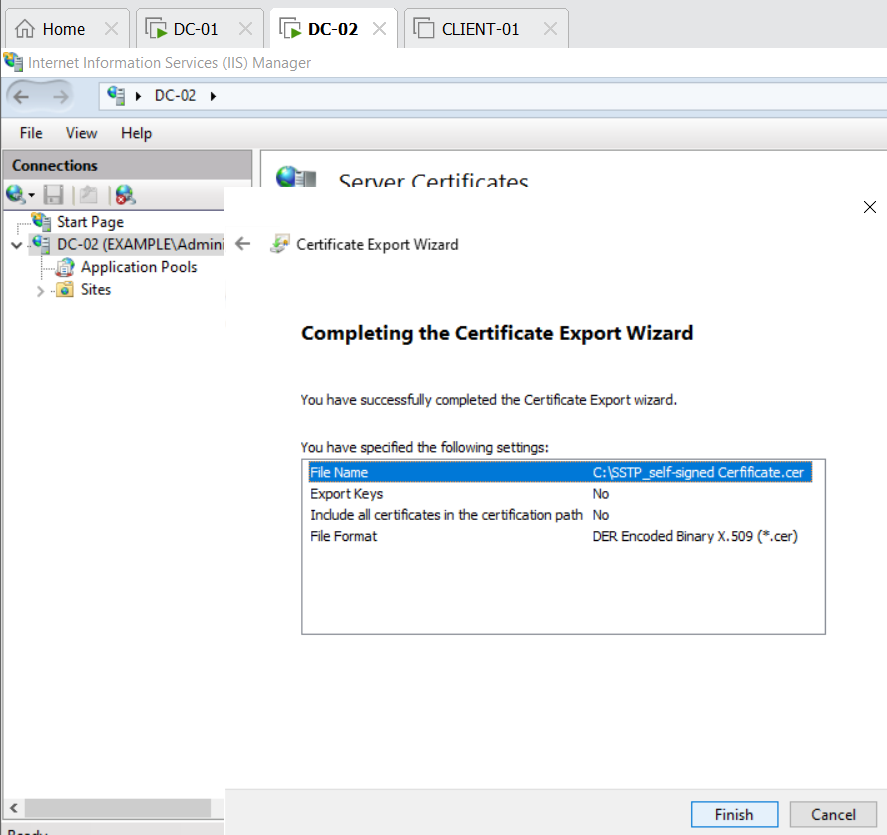 Home DC-01 DC-02 CLIENT-01
Internet Information Services (IIS) Manager
DC-02
File View Help
Connections
Server Certificates
Start Page
DC-02 (EXAMPLE\Admini
Application Pools
Sites
Certificate Export Wizard
Completing the Certificate Export Wizard
You have successfully completed the Certificate Export wizard.
You have specified the following settings:
File Name C:\SSTP_self-signed Cerfificate.cer
Export Keys No
Include all certificates in the certification path No
File Format DER Encoded Binary X.509 (*.cer)
Finish Cancel
Ready